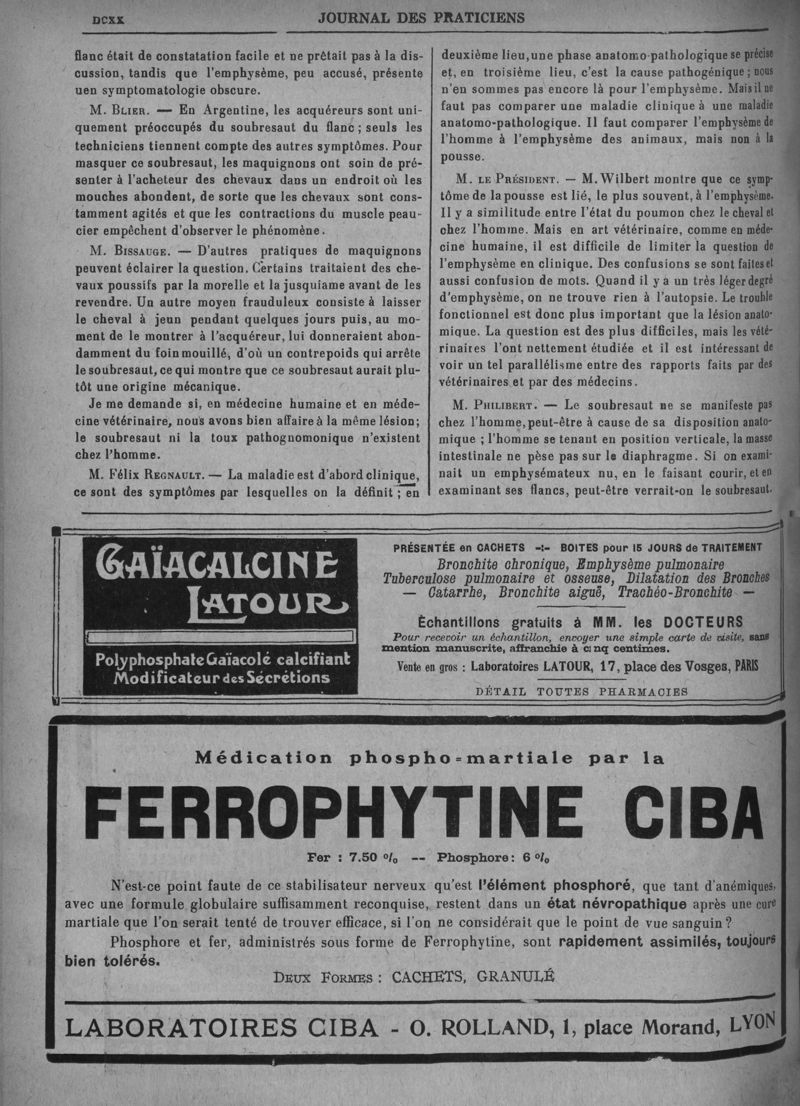 DCXX
JOURNAL DES PRATICIENS
flanc était de constatation facile et ne prêtait pas à la dis-
cussion, tandis que l'emphysème, peu accusé, présente
uen symptomatologie obscure.
M. BLIER. — En Argentine, les acquéreurs sont uni-
quement préoccupés du soubresaut du flanc ; seuls les
techniciens tiennent compte des autres symptômes. Pour
masquer ce soubresaut, les maquignons ont soin de pré-
senter à l'acheteur des chevaux dans un endroit où les
mouches abondent, de sorte que les chevaux sont cons-
tamment agités et que les contractions du muscle peau-
cier empêchent d'observer le phénomène.
M. BISSAUGE. — D'autres pratiques de maquignons
peuvent éclairer la question. Certains traitaient des che-
vaux poussifs par la morelle et la jusquiame avant de les
revendre. Un autre moyen frauduleux consiste à laisser
le cheval à jeun pendant quelques jours puis, au mo-
ment de le montrer à l'acquéreur, lui donneraient abon-
damment du foin mouillé, d'où un contrepoids qui arrête
le soubresaut, ce qui montre que ce soubresaut aurait plu-
tôt une origine mécanique.
Je me demande si, en médecine humaine et en méde-
cine vétérinaire, nous avons bien affaire à la même lésion;
le soubresaut ni la toux pathognomonique n'existent
chez l'homme.
M. Félix REGNAULT. — La maladie est d'abord clinique,
ce sont des symptômes par lesquelles on la définit ; en
deuxième lieu, une phase anatomo-pathologique se précise
et, en troisième lieu, c'est la cause pathogénique ; nous
n'en sommes pas encore là pour l'emphysème. Mais il ne
faut pas comparer une maladie clinique à une maladie
anatomo-pathologique. Il faut comparer l'emphysème de
l'homme à l'emphysème des animaux, mais non à la
pousse.
M. LE PRÉSIDENT. — M. Wilbert montre que ce symp-
tôme de la pousse est lié, le plus souvent, à l'emphysème.
Il y a similitude entre l'état du poumon chez le cheval et
chez l'homme. Mais en art vétérinaire, comme en méde-
cine humaine, il est difficile de limiter la question de
l'emphysème en clinique. Des confusions se sont faites et
aussi confusion de mots. Quand il y a un très léger degré
d'emphysème, on ne trouve rien à l'autopsie. Le trouble
fonctionnel est donc plus important que la lésion anato-
mique. La question est des plus difficiles, mais les vété-
rinaires l'ont nettement étudiée et il est intéressant de
voir un tel parallélisme entre des rapports faits par des
vétérinaires et par des médecins.
M. PHILIBERT. — Le soubresaut ne se manifeste pas
chez l'homme, peut-être à cause de sa disposition anato-
mique ; l'homme se tenant en position verticale, la masse
intestinale ne pèse pas sur le diaphragme. Si on exami-
nait un emphysémateux nu, en le faisant courir, et en
examinant ses flancs, peut-être verrait-on le soubresaut.
GAÏACALCINE
LATOUR
Polyphosphate Gaïacolé calcifiant
Modificateur des Sécrétions
PRÉSENTÉE en CACHETS -:- BOITES pour 15 JOURS de TRAITEMENT
Bronchite chronique, Emphysème pulmonaire
Tuberculose pulmonaire et osseuse, Dilatation des Bronches
— Catarrhe, Bronchite aiguë, Trachéo-Bronchite —
Échantillons gratuits à MM. les DOCTEURS
Pour recevoir un échantillon, envoyer une simple carte de visite, sans
mention manuscrite, affranchie à cinq centimes.
Vente en gros : Laboratoires LATOUR, 17, place des Vosges, PARIS
DÉTAIL TOUTES PHARMACIES
Médication phospho-martiale par la
FERROPHYTINE CIBA
Fer : 7.50 % -- Phosphore : 6 %
N'est-ce point faute de ce stabilisateur nerveux qu'est l'élément phosphoré, que tant d'anémiques,
avec une formule globulaire suffisamment reconquise, restent dans un état névropathique après une cure
martiale que l'on serait tenté de trouver efficace, si l'on ne considérait que le point de vue sanguin ?
Phosphore et fer, administrés sous forme de Ferrophytine, sont rapidement assimilés, toujours
bien tolérés.
DEUX FORMES : CACHETS, GRANULÉ
LABORATOIRES CIBA - O. ROLLAND, 1, place Morand, LYON